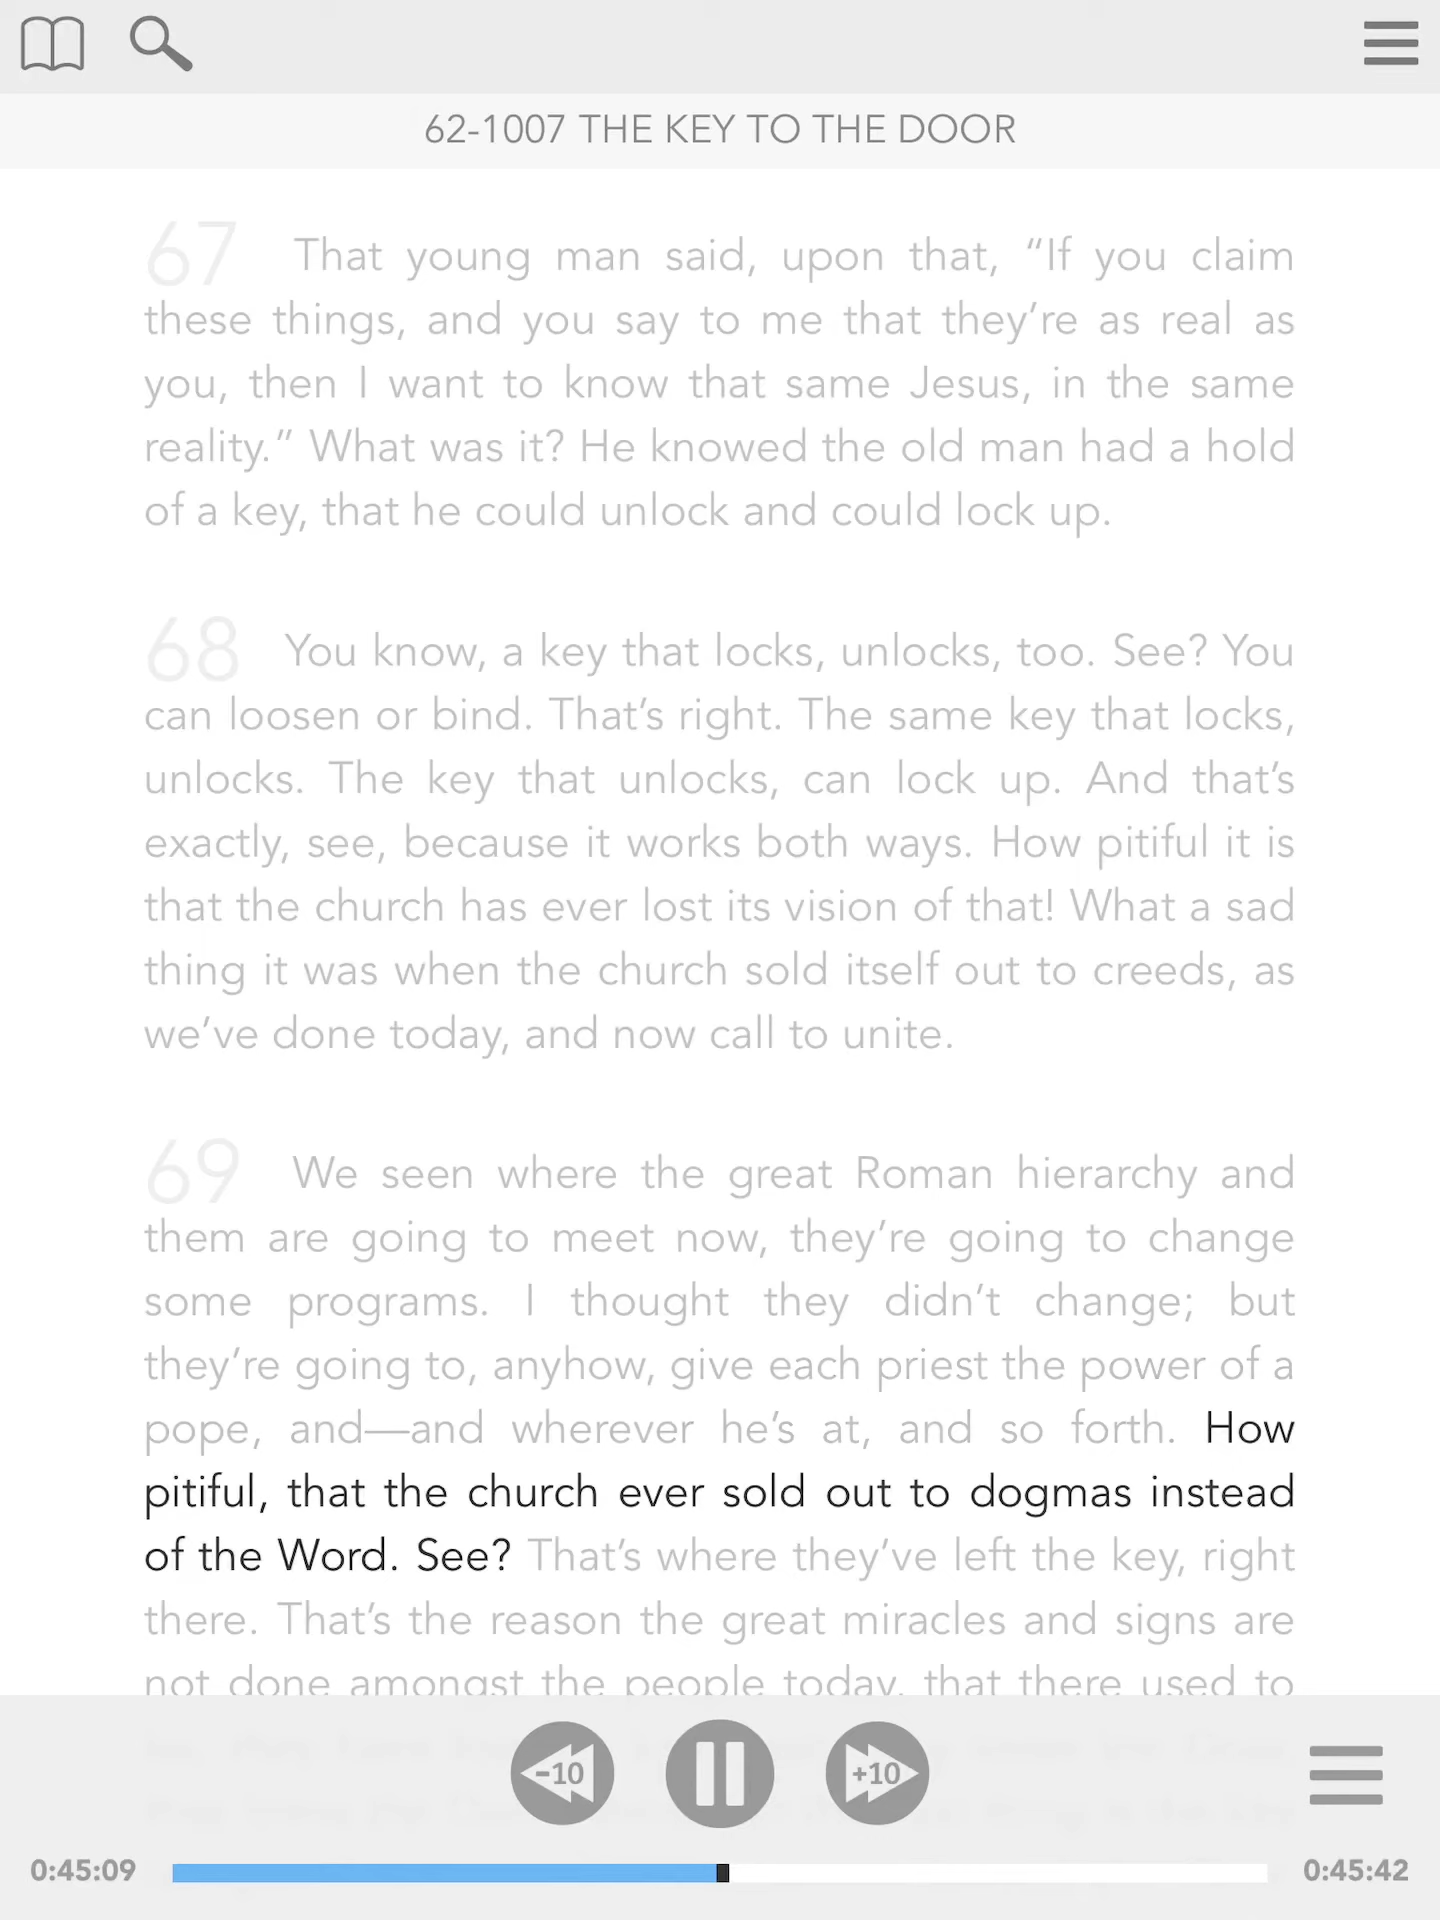 62-1007 THE KEY TO THE DOOR
67 That young man said, upon that, “If you claim
these things, and you say to me that they’re as real as
you, then I want to know that same Jesus, in the same
reality.” What was it? He knowed the old man had a hold
of a key, that he could unlock and could lock up.
68 You know, a key that locks, unlocks, too. See? You
can loosen or bind. That’s right. The same key that locks,
unlocks. The key that unlocks, can lock up. And that’s
exactly, see, because it works both ways. How pitiful it is
that the church has ever lost its vision of that! What a sad
thing it was when the church sold itself out to creeds, as
we’ve done today, and now call to unite.
69 We seen where the great Roman hierarchy and
them are going to meet now, they’re going to change
some programs. I thought they didn’t change; but
they’re going to, anyhow, give each priest the power of a
pope, and—and wherever he’s at, and so forth. How
pitiful, that the church ever sold out to dogmas instead
of the Word. See? That’s where they’ve left the key, right
there. That’s the reason the great miracles and signs are
not done amongst the people today, that there used to
-10 +10
0:45:09 0:45:42